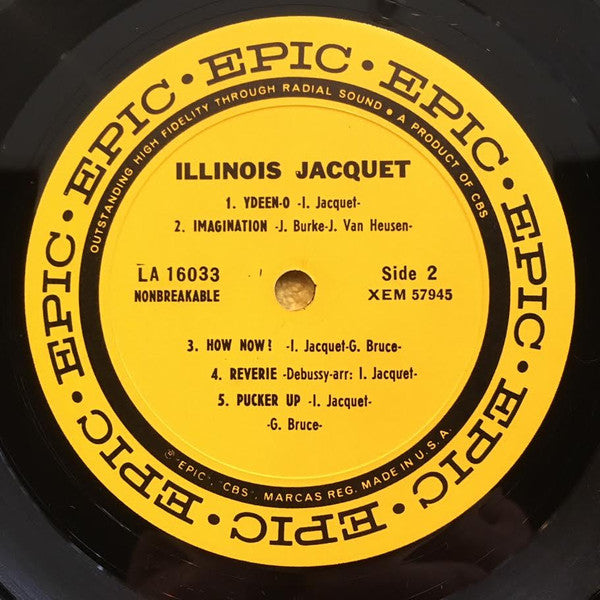 EPIC • EPIC • EPIC • EPIC • EPIC • EPIC • EPIC • EPIC • EPIC •
OUTSTANDING HIGH FIDELITY THROUGH RADIAL SOUND • A PRODUCT OF CBS
ILLINOIS JACQUET
1. YDEEN-O -I. Jacquet-
2. IMAGINATION -J. Burke-J. Van Heusen-
LA 16033
NONBREAKABLE
Side 2
XEM 57945
3. HOW NOW! -I. Jacquet-G. Bruce-
4. REVERIE -Debussy-arr: I. Jacquet-
5. PUCKER UP -I. Jacquet-
-G. Bruce-
℗"EPIC", "CBS", MARCAS REG. MADE IN U.S.A.